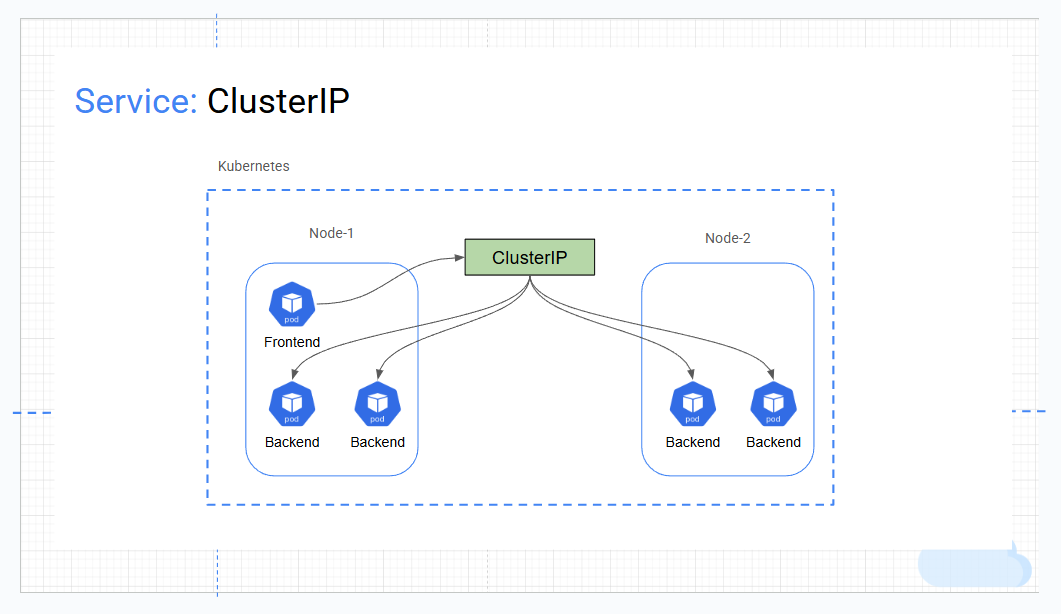 Service: ClusterIP
Kubernetes
Node-1
Node-2
ClusterIP
pod
Frontend
pod
pod
pod
pod
Backend
Backend
Backend
Backend